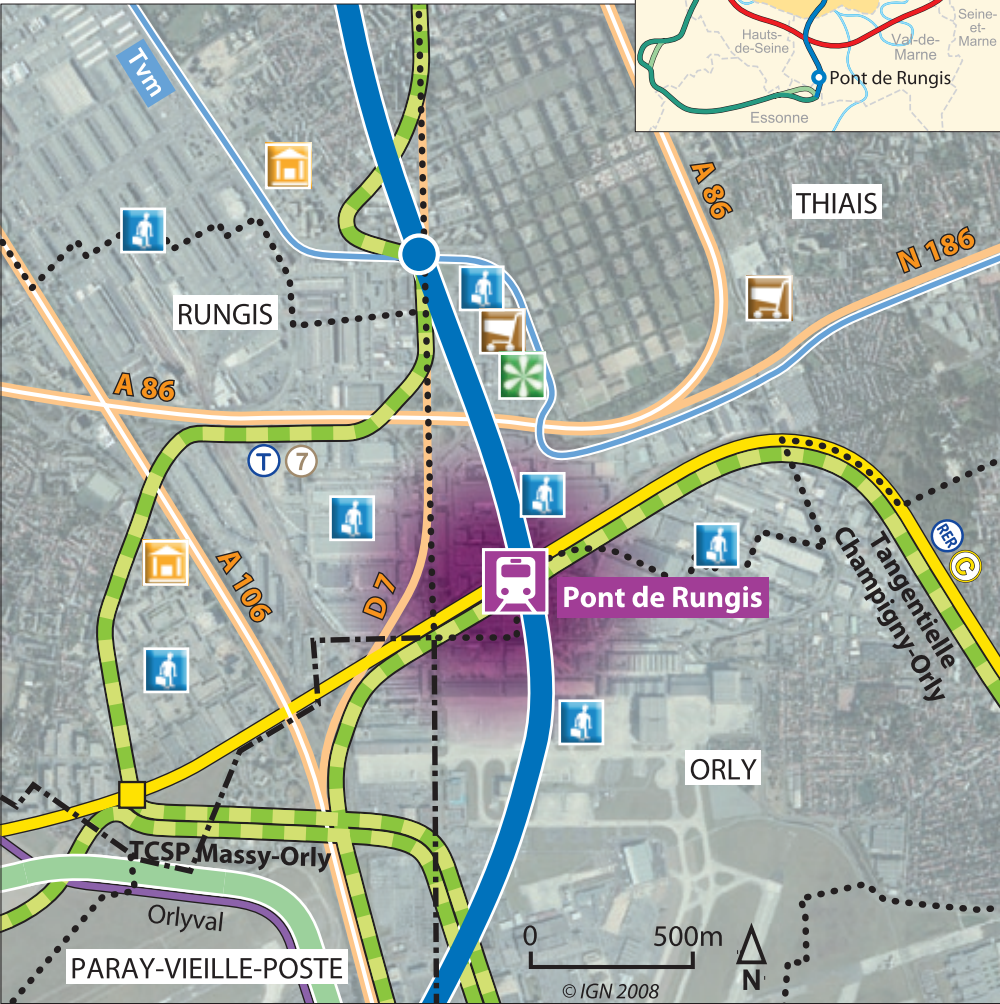 Hauts-
de-Seine
Seine-
et-
Marne
Val-de-
Marne
Pont de Rungis
Essonne
Tvm
A 86
THIAIS
N 186
RUNGIS
A 86
T 7
A 106
D 7
Pont de Rungis
RER C
Tangentielle
Champigny-Orly
ORLY
TCSP Massy-Orly
Orlyval
PARAY-VIEILLE-POSTE
0 500m
N
© IGN 2008